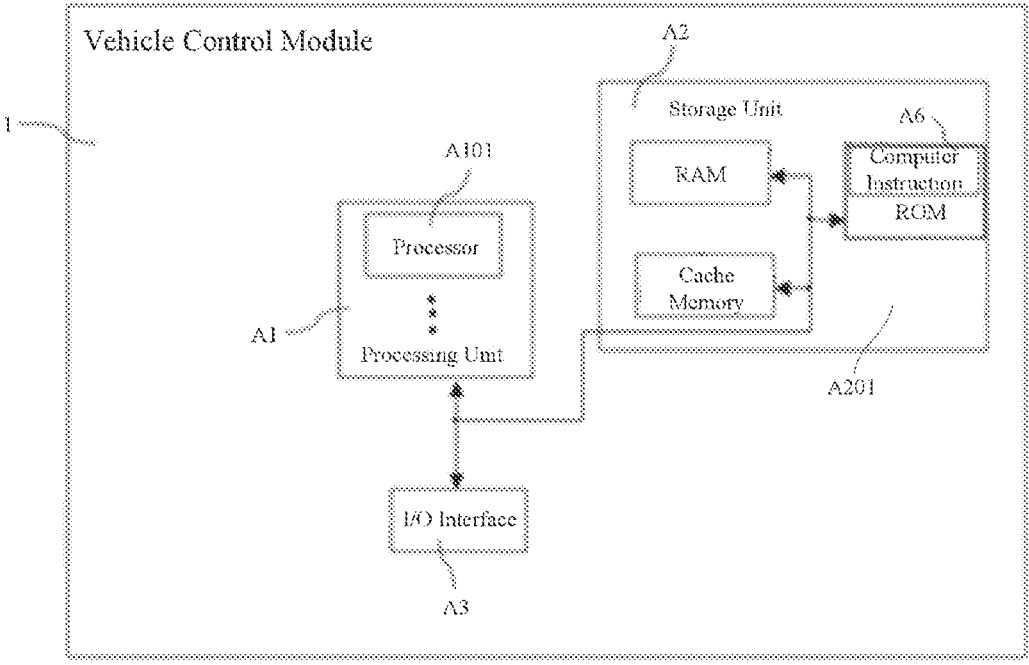 Vehicle Control Module
1
A2
Storage Unit
A6
RAM
Computer
Instruction
ROM
Cache
Memory
A201
A101
Processor
A1
Processing Unit
I/O Interface
A3